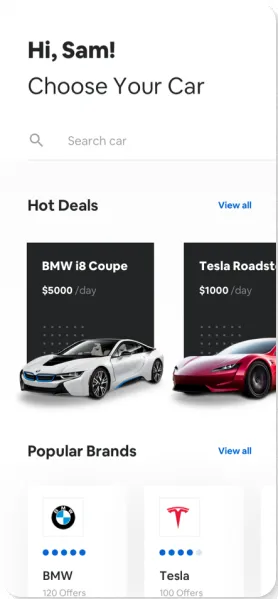 Hi, Sam!
Choose Your Car
Search car
Hot Deals
View all
BMW i8 Coupe
$5000 /day
Tesla Roadst
$1000 /day
Popular Brands
View all
BMW
120 Offers
Tesla
100 Offers